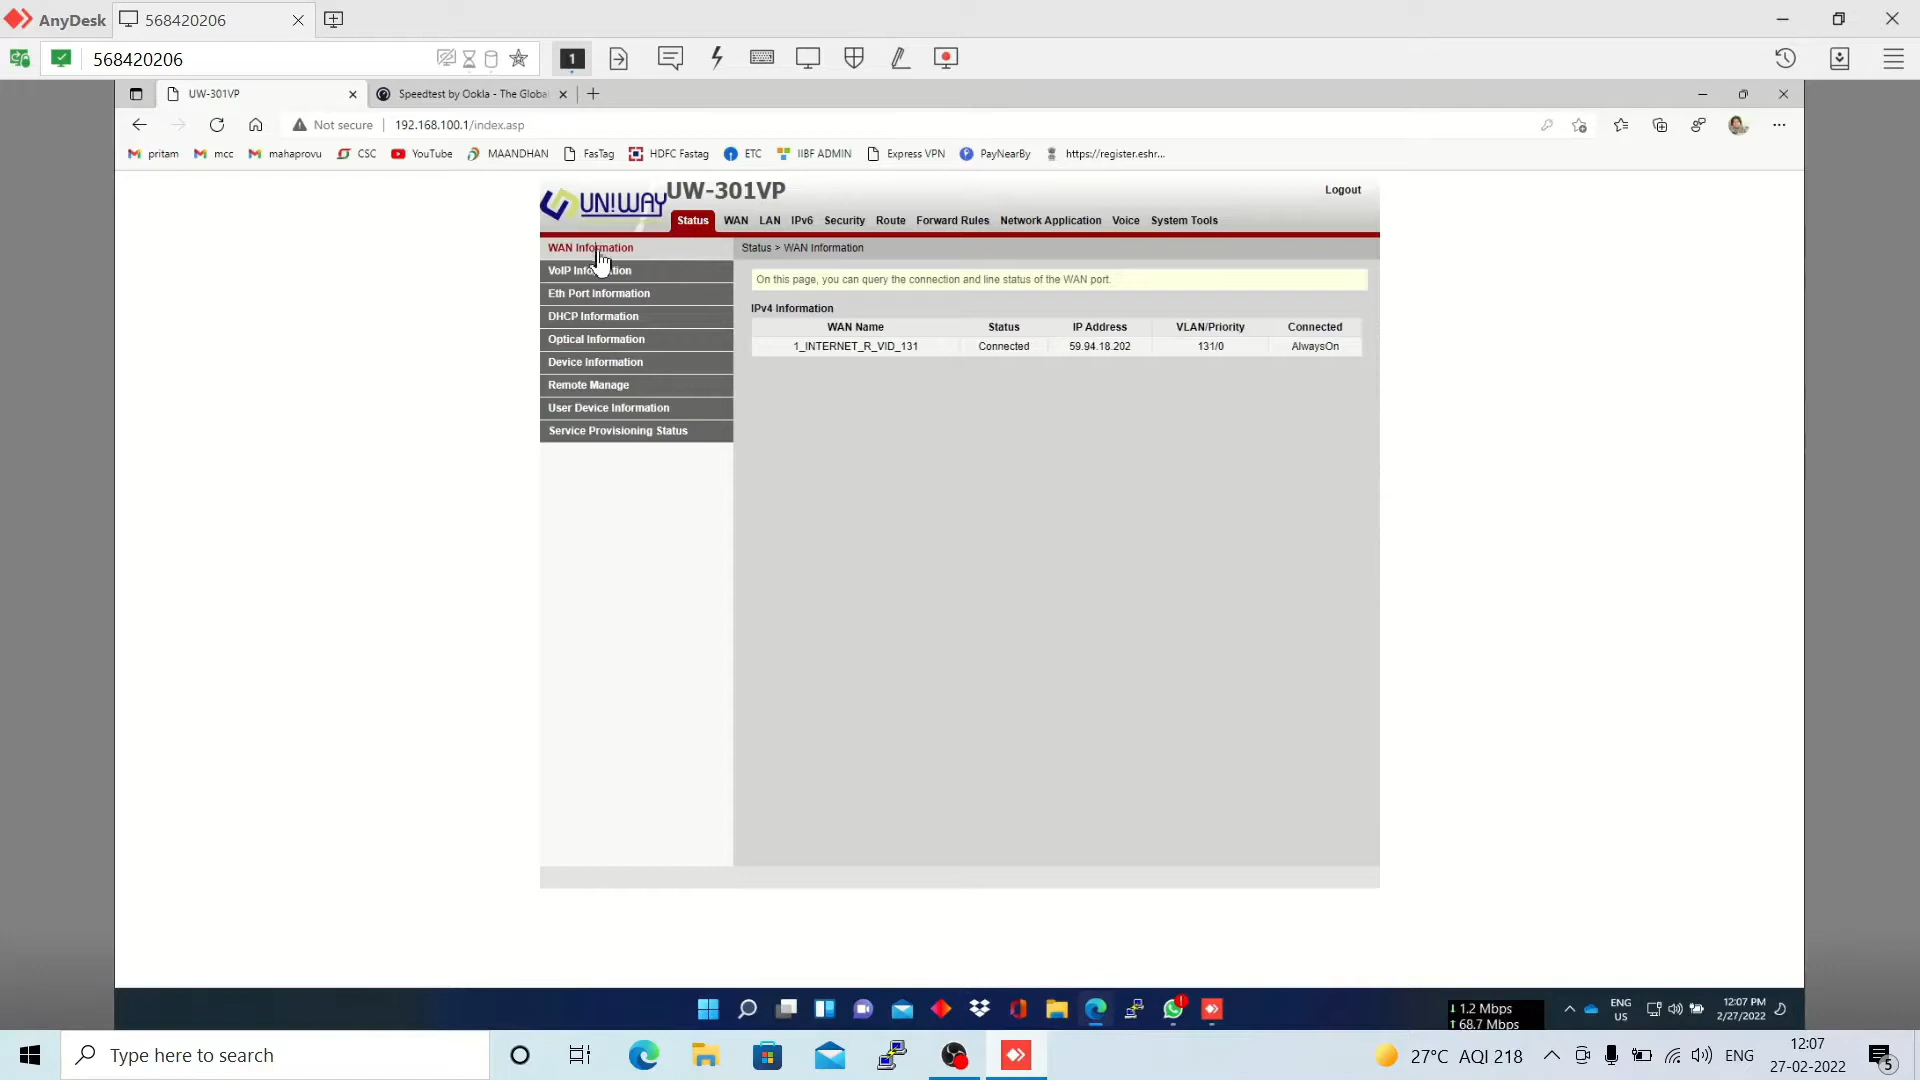 AnyDesk 568420206
568420206 1
UW-301VP Speedtest by Ookla - The Globa
Not secure 192.168.100.1/index.asp
pritam mcc mahaprovu CSC YouTube MAANDHAN FasTag HDFC Fastag ETC IIBF ADMIN Express VPN PayNearBy https://register.eshr...
UN!WAY UW-301VP Logout
Status WAN LAN IPv6 Security Route Forward Rules Network Application Voice System Tools
WAN Information
VoIP Information
Eth Port Information
DHCP Information
Optical Information
Device Information
Remote Manage
User Device Information
Service Provisioning Status
Status > WAN Information
On this page, you can query the connection and line status of the WAN port.
IPv4 Information
WAN Name Status IP Address VLAN/Priority Connected
1_INTERNET_R_VID_131 Connected 59.94.18.202 131/0 AlwaysOn
↓ 1.2 Mbps
↑ 68.7 Mbps
ENG
US
12:07 PM
2/27/2022
Type here to search
27°C AQI 218
ENG
12:07
27-02-2022
5